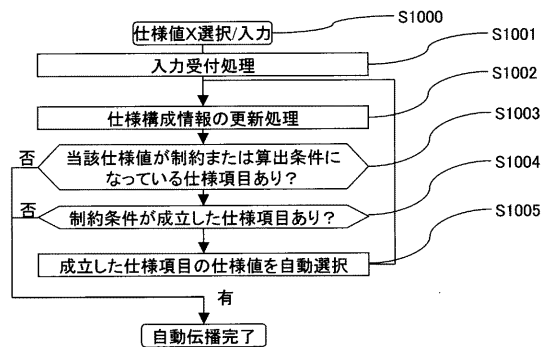 仕様値X選択/入力
S1000
入力受付処理
S1001
仕様構成情報の更新処理
S1002
否
当該仕様値が制約または算出条件に
なっている仕様項目あり?
S1003
否
制約条件が成立した仕様項目あり?
S1004
成立した仕様項目の仕様値を自動選択
S1005
有
自動伝播完了